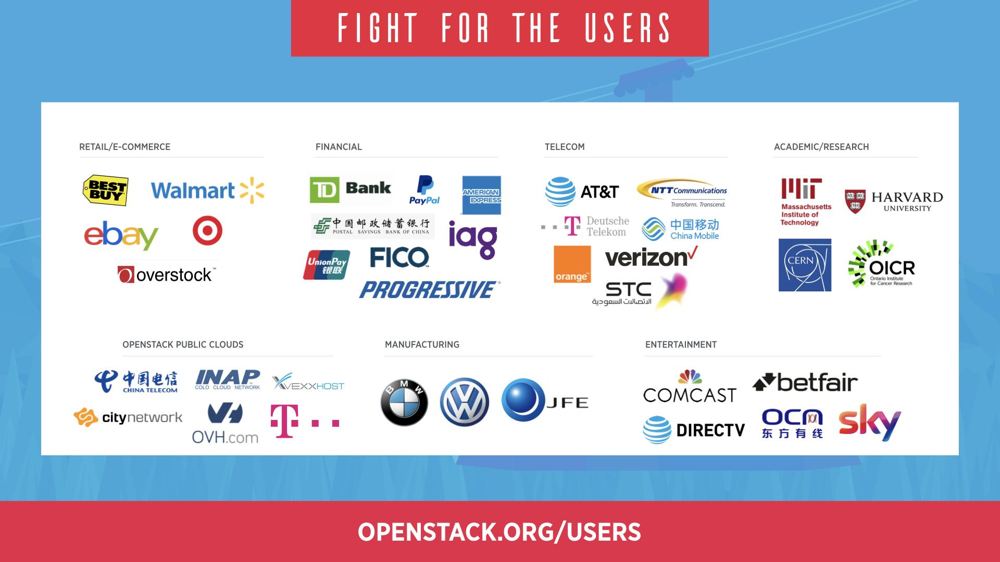 FIGHT FOR THE USERS
RETAIL/E-COMMERCE
BEST
BUY
Walmart
ebay
overstock™
FINANCIAL
TD Bank
PayPal
AMERICAN
EXPRESS
中国邮政储蓄银行
POSTAL SAVINGS BANK OF CHINA
iag
UnionPay
银联
FICO
PROGRESSIVE®
TELECOM
AT&T
NTT Communications
Transform. Transcend.
T Deutsche
Telekom
中国移动
China Mobile
orange™
verizon
STC
الاتصالات السعودية
ACADEMIC/RESEARCH
MIT
Massachusetts
Institute of
Technology
VE RI
TAS
HARVARD
UNIVERSITY
CERN
OICR
Ontario Institute
for Cancer Research
OPENSTACK PUBLIC CLOUDS
中国电信
CHINA TELECOM
INAP
COLO CLOUD NETWORK
VEXXHOST
citynetwork
OVH.com
T
MANUFACTURING
BMW
VW
JFE
ENTERTAINMENT
COMCAST
betfair
DIRECTV
OCN
东方有线
sky
OPENSTACK.ORG/USERS